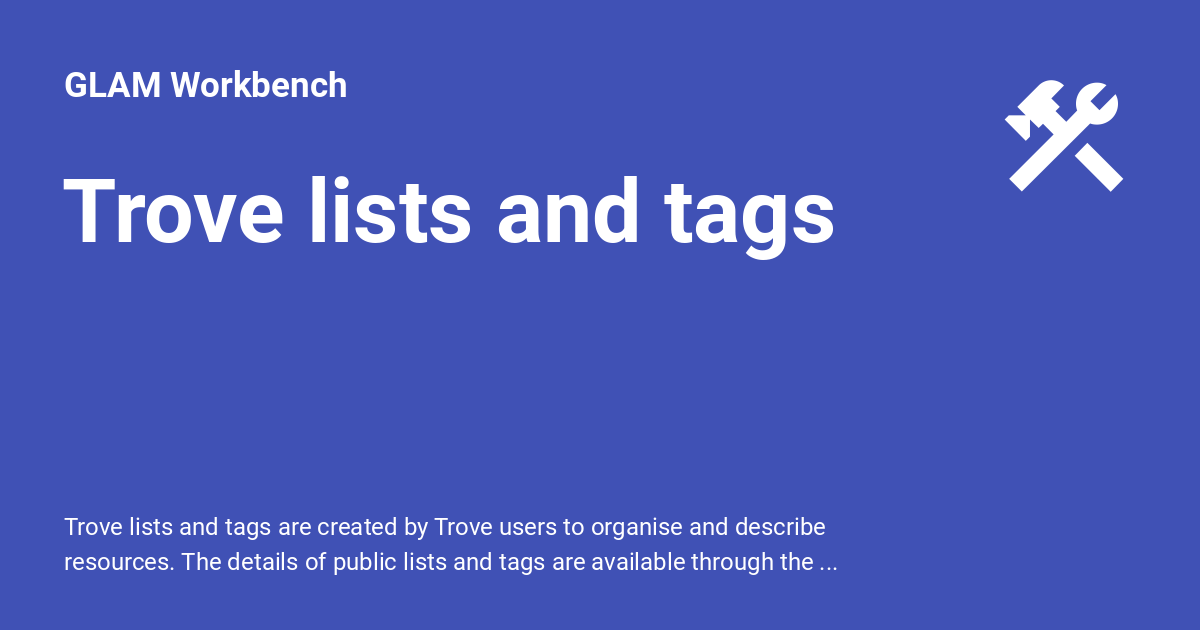 GLAM Workbench
Trove lists and tags
Trove lists and tags are created by Trove users to organise and describe
resources. The details of public lists and tags are available through the ...